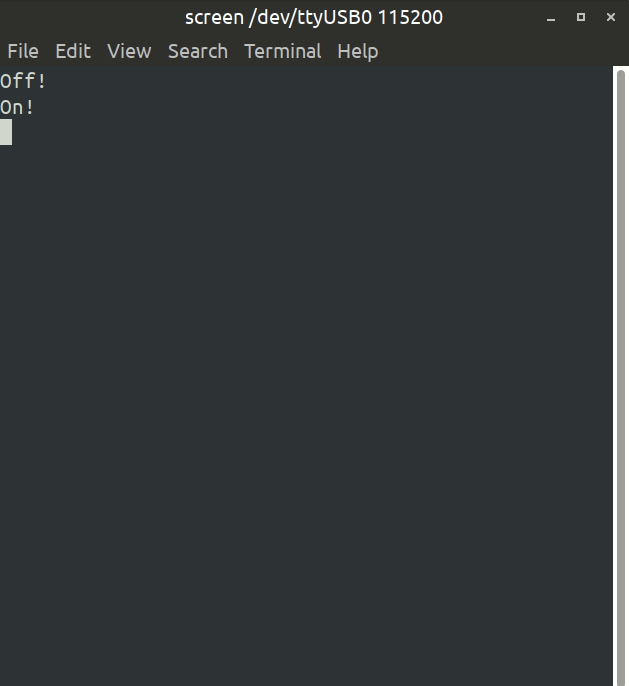 screen /dev/ttyUSB0 115200
File Edit View Search Terminal Help
Off!
On!